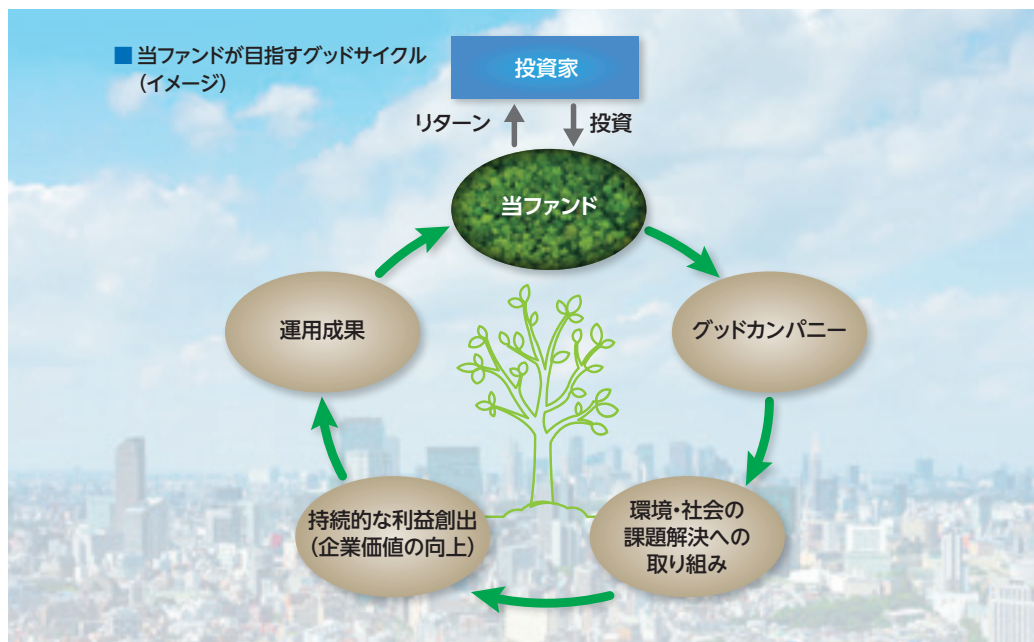 ■ 当ファンドが目指すグッドサイクル
（イメージ）
投資家
リターン
投資
当ファンド
運用成果
グッドカンパニー
持続的な利益創出
（企業価値の向上）
環境・社会の
課題解決への
取り組み